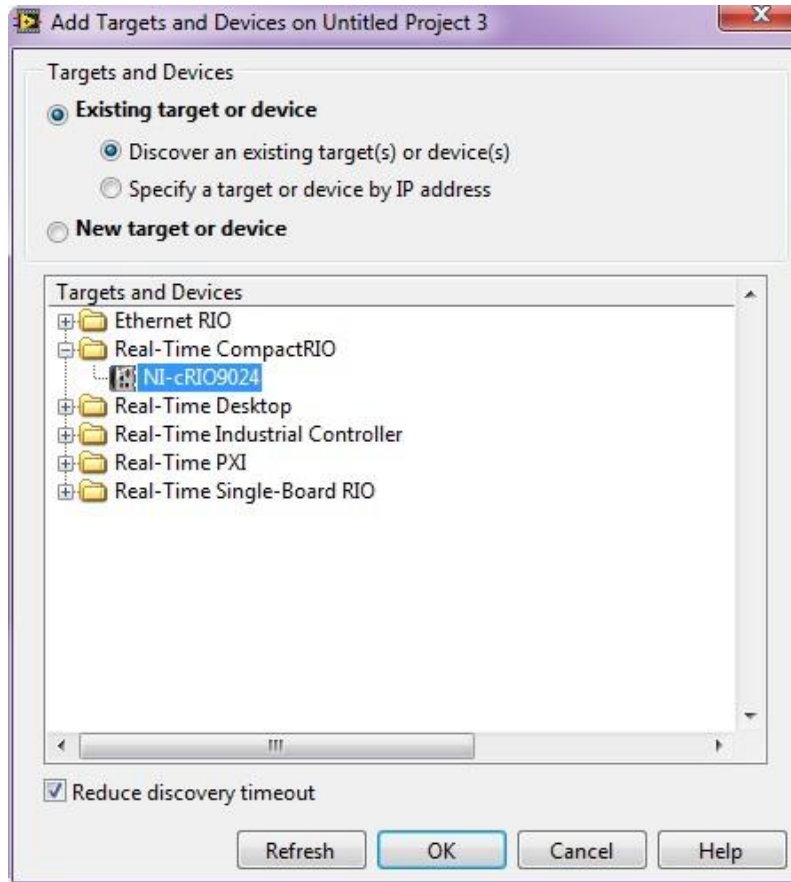 Add Targets and Devices on Untitled Project 3
Targets and Devices
Existing target or device
Discover an existing target(s) or device(s)
Specify a target or device by IP address
New target or device
Targets and Devices
Ethernet RIO
Real-Time CompactRIO
NI-cRIO9024
Real-Time Desktop
Real-Time Industrial Controller
Real-Time PXI
Real-Time Single-Board RIO
Reduce discovery timeout
Refresh OK Cancel Help